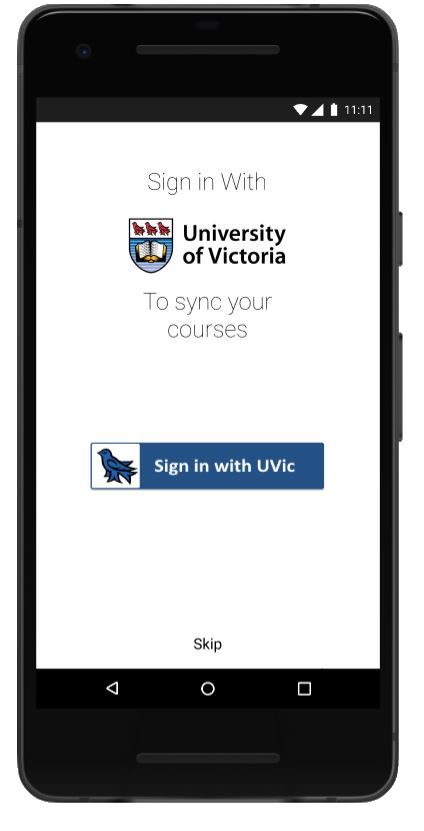 11:11
Sign in With
University
of Victoria
To sync your
courses
Sign in with UVic
Skip